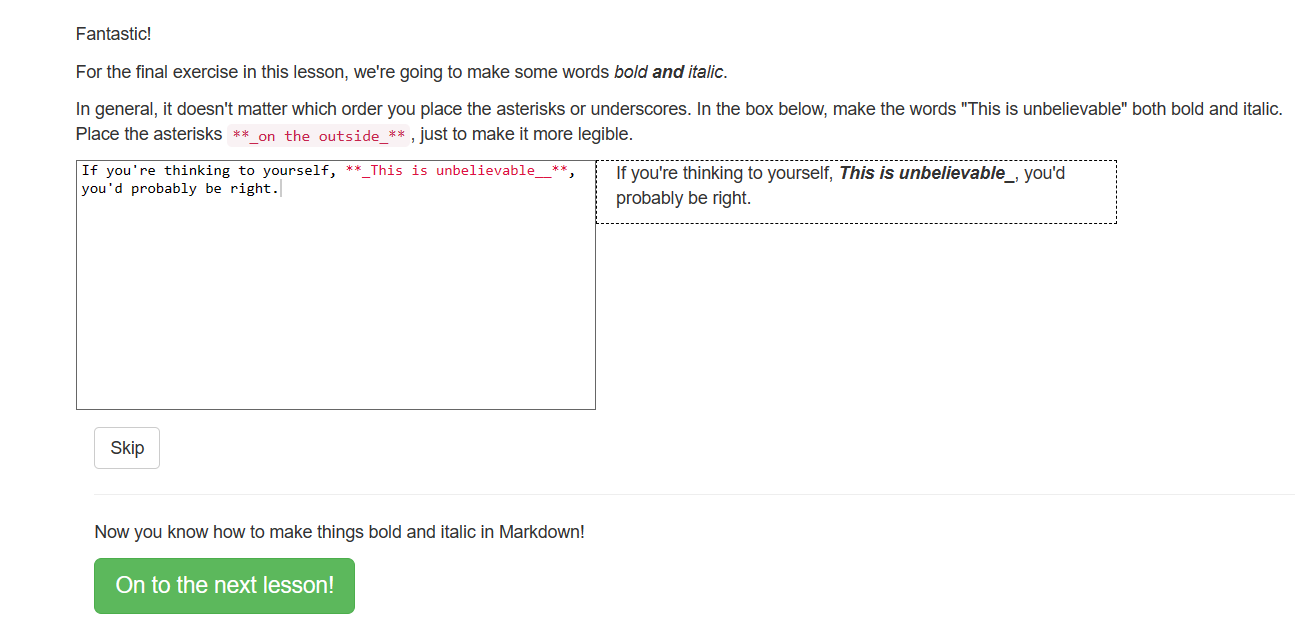 Fantastic!
For the final exercise in this lesson, we're going to make some words bold and italic.
In general, it doesn't matter which order you place the asterisks or underscores. In the box below, make the words "This is unbelievable" both bold and italic.
Place the asterisks **_on the outside_** , just to make it more legible.
If you're thinking to yourself, **_This is unbelievable__**,
you'd probably be right.
If you're thinking to yourself, This is unbelievable_, you'd
probably be right.
Skip
Now you know how to make things bold and italic in Markdown!
On to the next lesson!